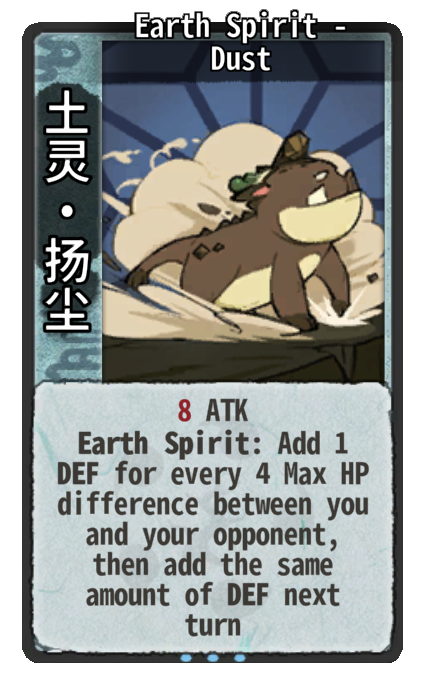 Earth Spirit -
Dust
土灵・扬尘
8 ATK
Earth Spirit: Add 1
DEF for every 4 Max HP
difference between you
and your opponent,
then add the same
amount of DEF next
turn